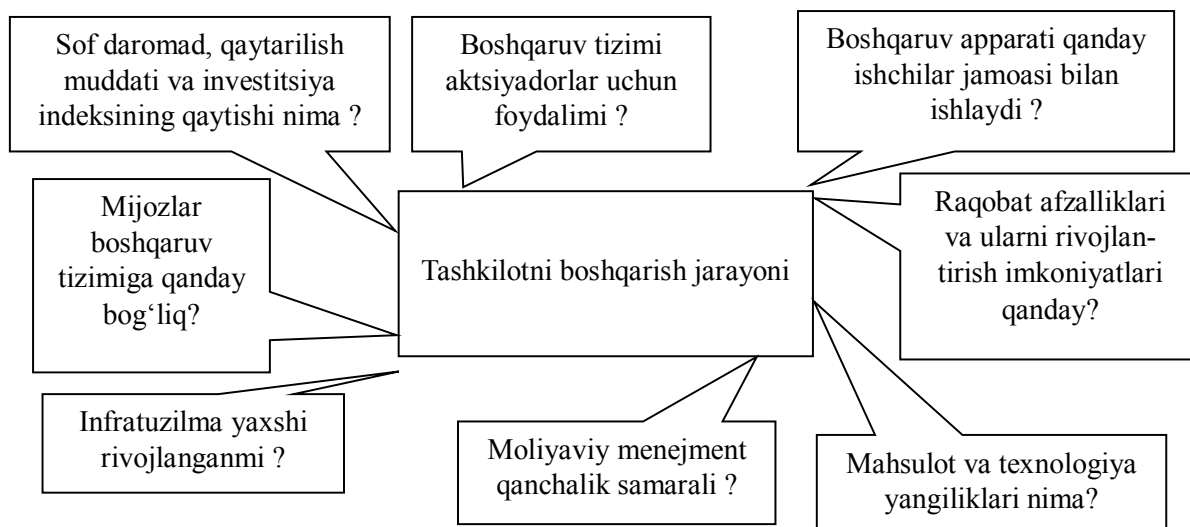 Sof daromad, qaytarilish
muddati va investitsiya
indeksining qaytishi nima ?
Boshqaruv tizimi
aktsiyadorlar uchun
foydalimi ?
Boshqaruv apparati qanday
ishchilar jamoasi bilan
ishlaydi ?
Mijozlar
boshqaruv
tizimiga qanday
bog‘liq?
Tashkilotni boshqarish jarayoni
Raqobat afzalliklari
va ularni rivojlan-
tirish imkoniyatlari
qanday?
Infratuzilma yaxshi
rivojlanganmi ?
Moliyaviy menejment
qanchalik samarali ?
Mahsulot va texnologiya
yangiliklari nima?